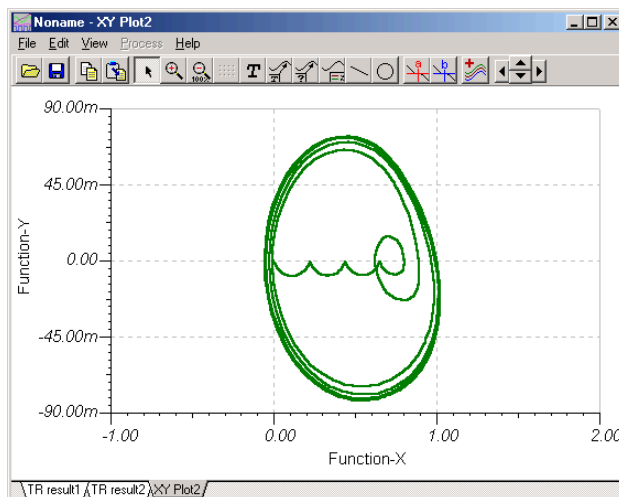 Noname - XY Plot2
File Edit View Process Help
T T ? 100% a b
90.00m
45.00m
0.00
-45.00m
-90.00m
Function-Y
-1.00 0.00 1.00 2.00
Function-X
TR result1 TR result2 XY Plot2